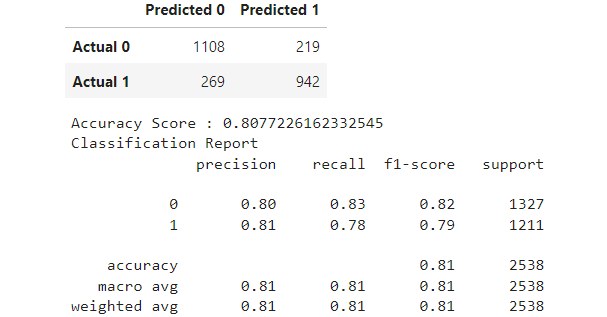 Predicted 0 Predicted 1
Actual 0 1108 219
Actual 1 269 942
Accuracy Score : 0.8077226162332545
Classification Report
precision recall f1-score support
0 0.80 0.83 0.82 1327
1 0.81 0.78 0.79 1211
accuracy 0.81 2538
macro avg 0.81 0.81 0.81 2538
weighted avg 0.81 0.81 0.81 2538